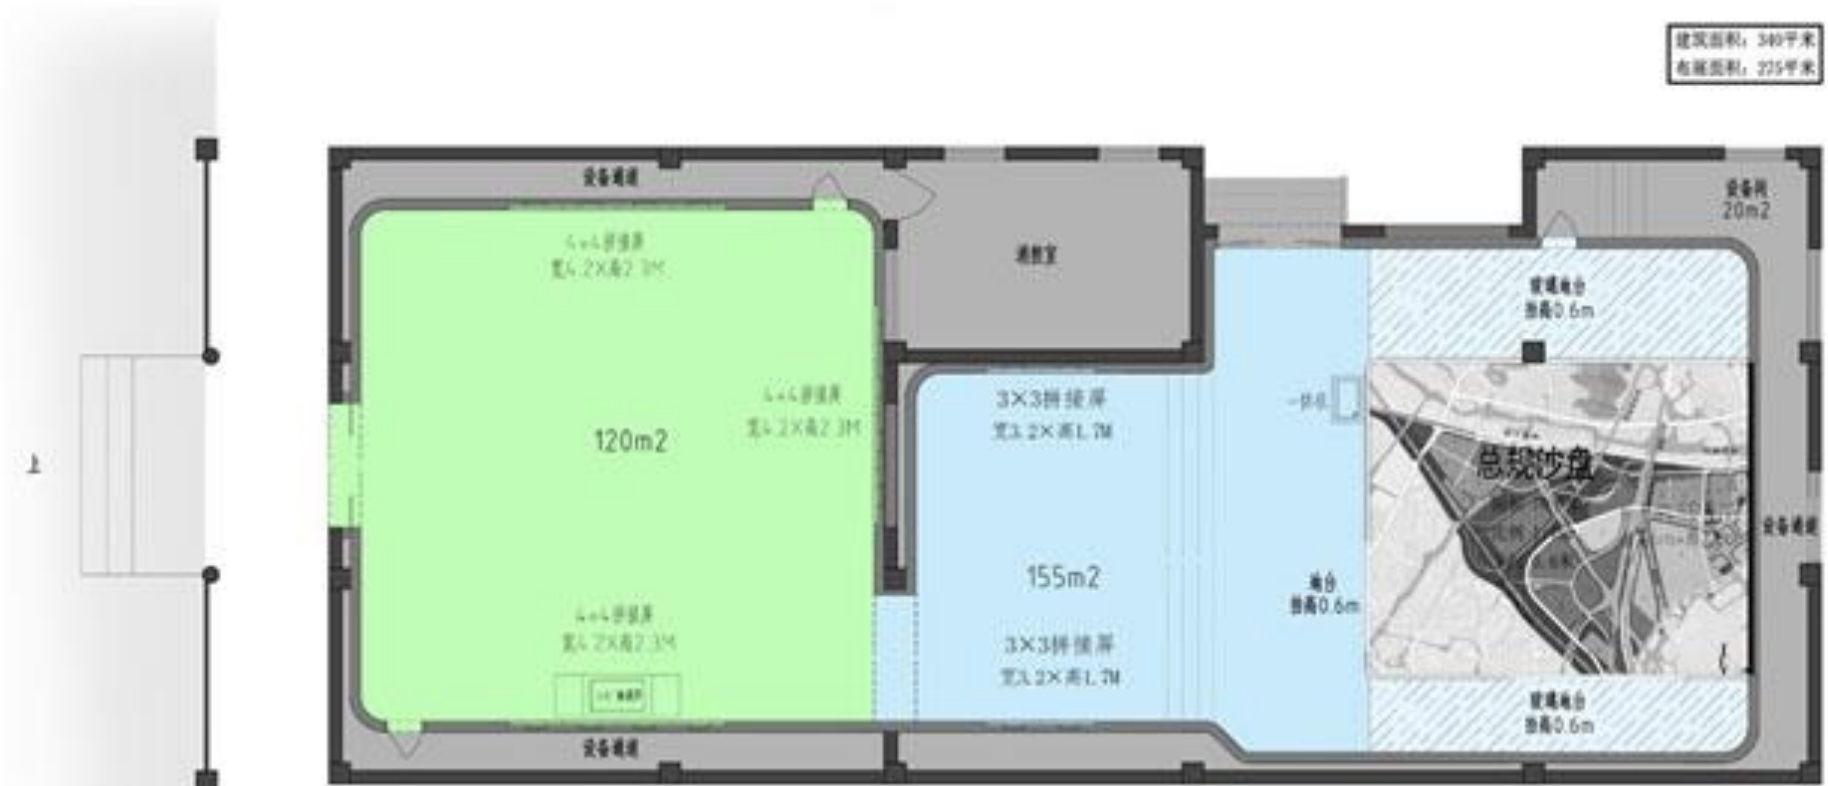 建筑面积：340平米
布展面积：275平米
设备通道
设备间
20m2
4×4拼接屏
宽4.2×高2.3M
消控室
玻璃地台
抬高0.6m
4×4拼接屏
宽4.2×高2.3M
3×3拼接屏
宽3.2×高1.7M
一体机
120m2
总规沙盘
上
设备通道
155m2
地台
抬高0.6m
4×4拼接屏
宽4.2×高2.3M
3×3拼接屏
宽3.2×高1.7M
玻璃地台
抬高0.6m
设备通道